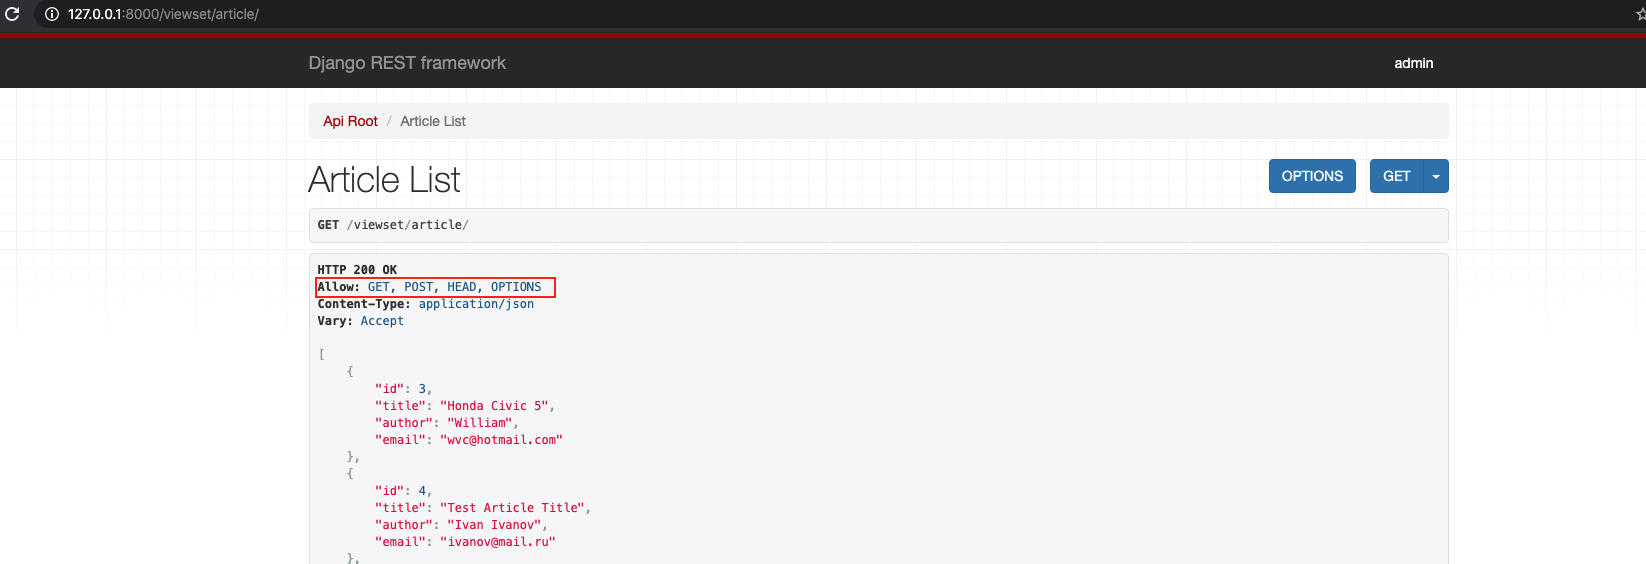 127.0.0.1:8000/viewset/article/
Django REST framework
admin
Api Root / Article List
Article List
OPTIONS
GET
GET /viewset/article/
HTTP 200 OK
Allow: GET, POST, HEAD, OPTIONS
Content-Type: application/json
Vary: Accept
[
    {
        "id": 3,
        "title": "Honda Civic 5",
        "author": "William",
        "email": "wvc@hotmail.com"
    },
    {
        "id": 4,
        "title": "Test Article Title",
        "author": "Ivan Ivanov",
        "email": "ivanov@mail.ru"
    },